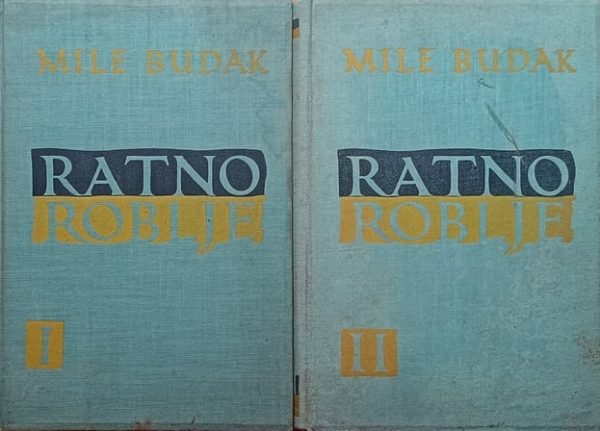 MILE BUDAK
RATNO
ROBLJE
I
MILE BUDAK
RATNO
ROBLJE
II